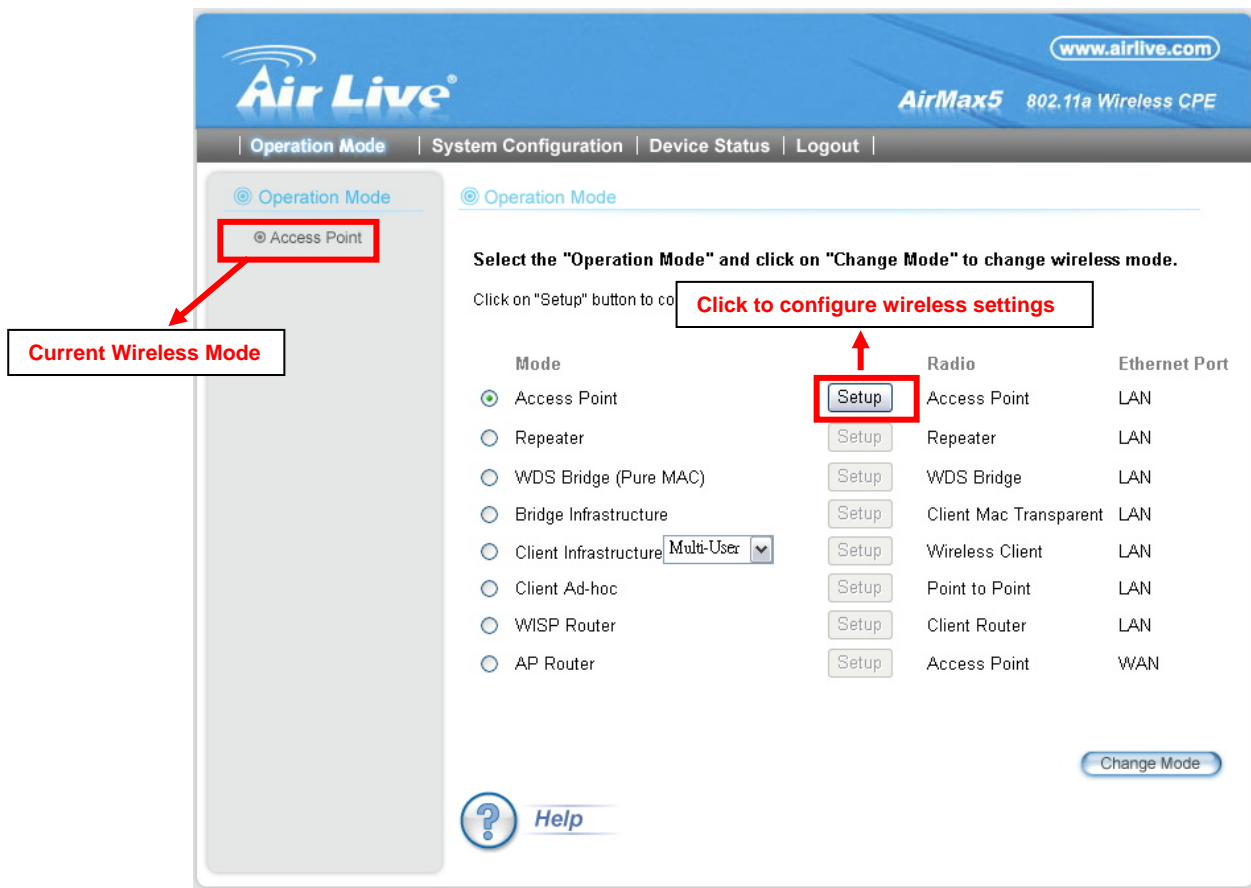 www.airlive.com
Air Live®
AirMax5 802.11a Wireless CPE
Operation Mode | System Configuration | Device Status | Logout |
Operation Mode
Access Point
Current Wireless Mode
Operation Mode
Select the "Operation Mode" and click on "Change Mode" to change wireless mode.
Click on "Setup" button to co
Click to configure wireless settings
Mode Radio Ethernet Port
Access Point Setup Access Point LAN
Repeater Setup Repeater LAN
WDS Bridge (Pure MAC) Setup WDS Bridge LAN
Bridge Infrastructure Setup Client Mac Transparent LAN
Client Infrastructure Multi-User Setup Wireless Client LAN
Client Ad-hoc Setup Point to Point LAN
WISP Router Setup Client Router LAN
AP Router Setup Access Point WAN
Change Mode
? Help